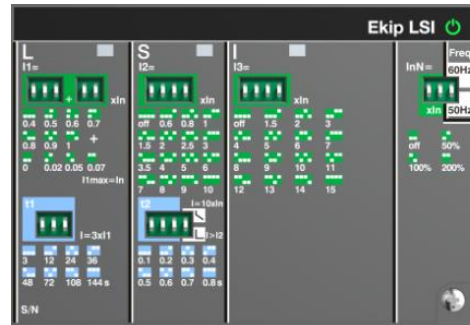 Ekip LSI
L
I1=
+
xIn
0.4 0.5 0.6 0.7
0.8 0.9 1 +
0 0.02 0.05 0.07
I1max=In
t1
I=3xI1
3 12 24 36
48 72 108 144 s
S/N
S
I2=
xIn
off 0.6 0.8 1
1.5 2 2.5 3
3.5 4 5 6
7 8 9 10
t2
I=10xIn
I>I2
0.1 0.2 0.3 0.4
0.5 0.6 0.7 0.8 s
I
I3=
xIn
off 1.5 2 3
4 5 6 7
8 9 10 11
12 13 14 15
InN=
xIn
Freq
60Hz
50Hz
off 50%
100% 200%